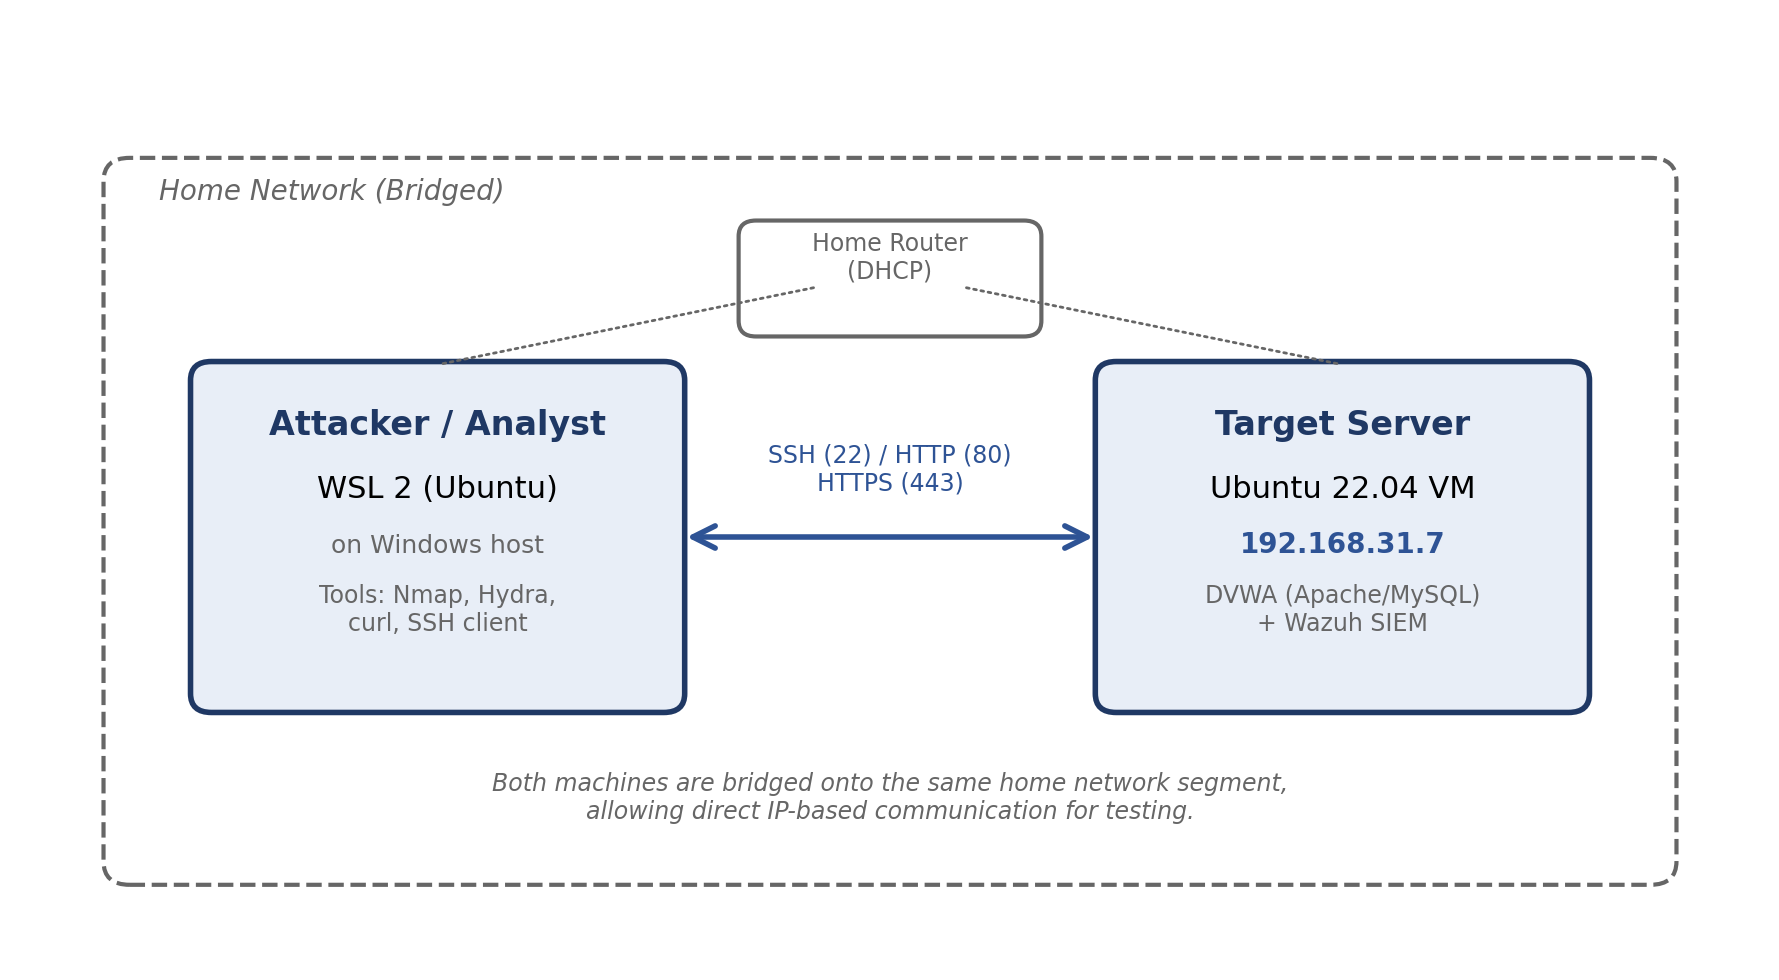 Home Network (Bridged)
Home Router
(DHCP)
Attacker / Analyst
WSL 2 (Ubuntu)
on Windows host
Tools: Nmap, Hydra,
curl, SSH client
SSH (22) / HTTP (80)
HTTPS (443)
Target Server
Ubuntu 22.04 VM
192.168.31.7
DVWA (Apache/MySQL)
+ Wazuh SIEM
Both machines are bridged onto the same home network segment,
allowing direct IP-based communication for testing.